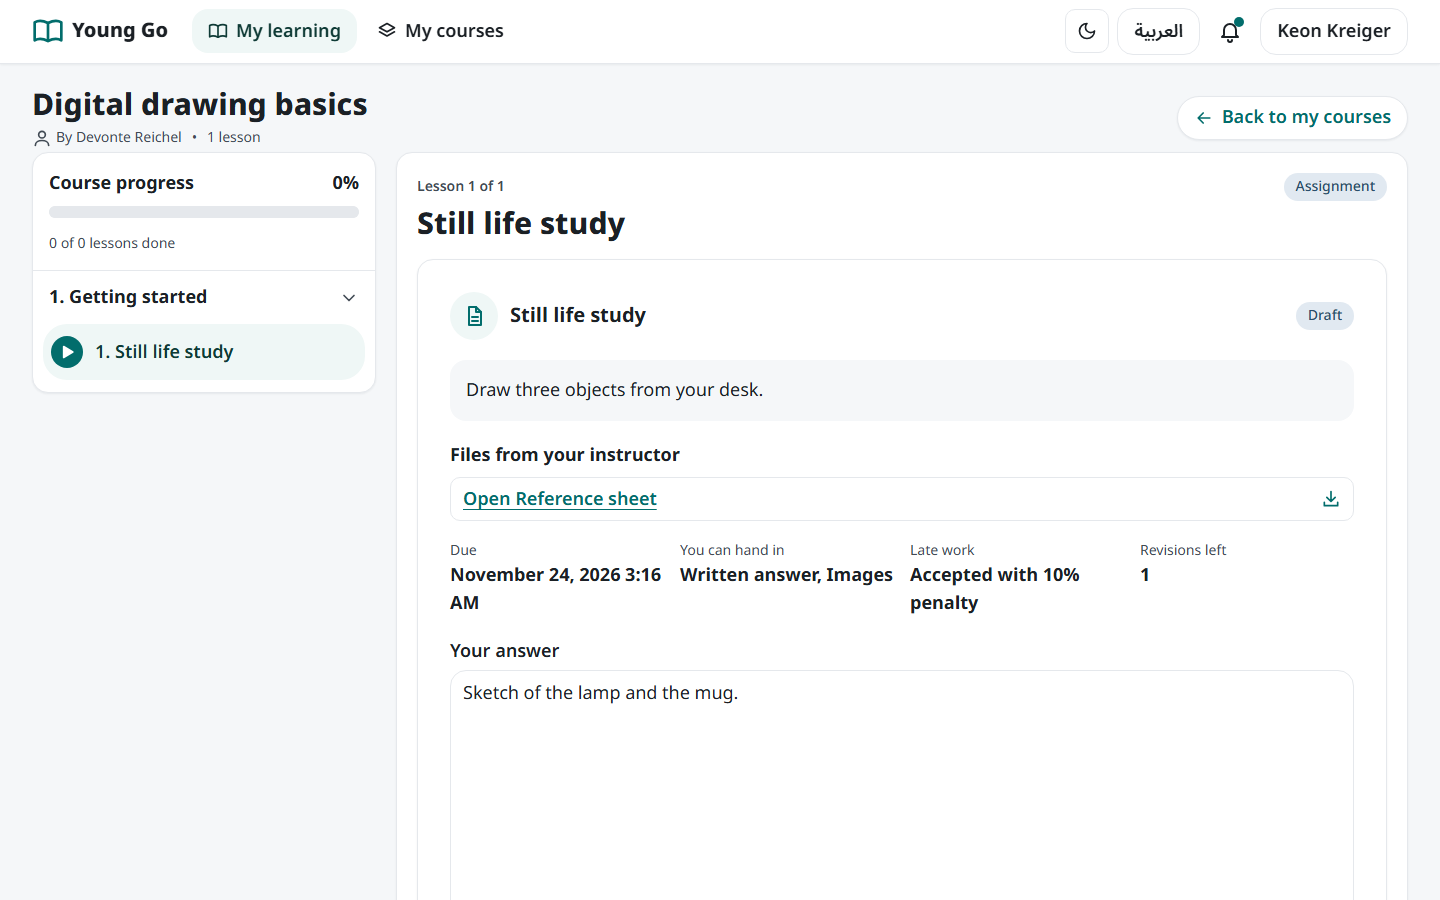 Young Go
My learning
My courses
العربية
Keon Kreiger
Digital drawing basics
By Devonte Reichel • 1 lesson
Back to my courses
Course progress 0%
0 of 0 lessons done
1. Getting started
1. Still life study
Lesson 1 of 1
Assignment
Still life study
Still life study
Draft
Draw three objects from your desk.
Files from your instructor
Open Reference sheet
Due
November 24, 2026 3:16
AM
You can hand in
Written answer, Images
Late work
Accepted with 10%
penalty
Revisions left
1
Your answer
Sketch of the lamp and the mug.